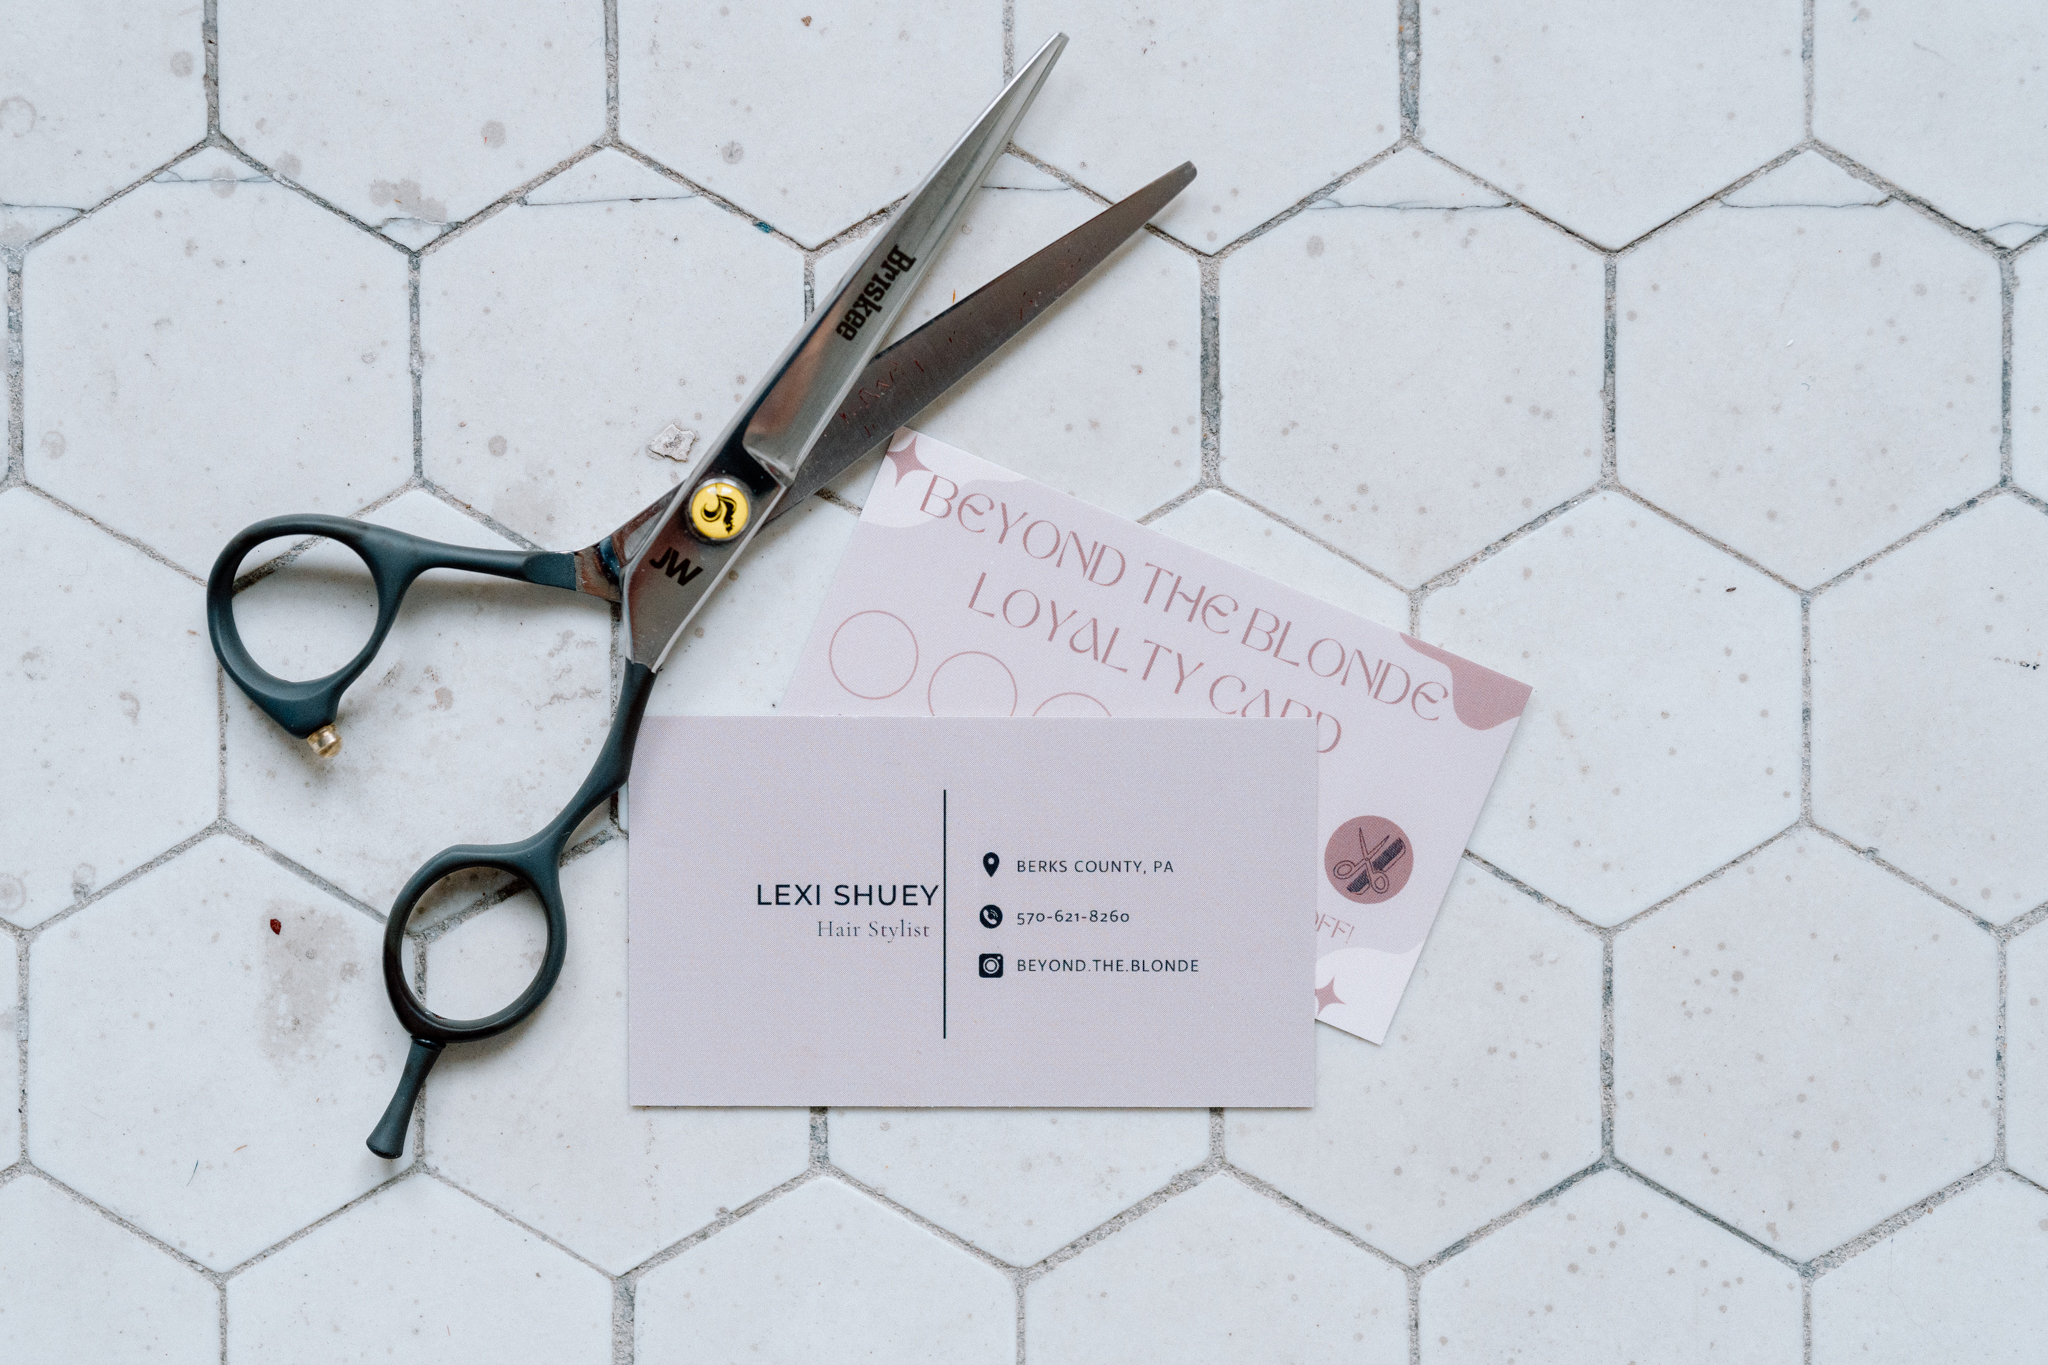 Briskee
JW
BEYOND THE BLONDE
LOYALTY CARD
OFF!
LEXI SHUEY
Hair Stylist
BERKS COUNTY, PA
570-621-8260
BEYOND.THE.BLONDE